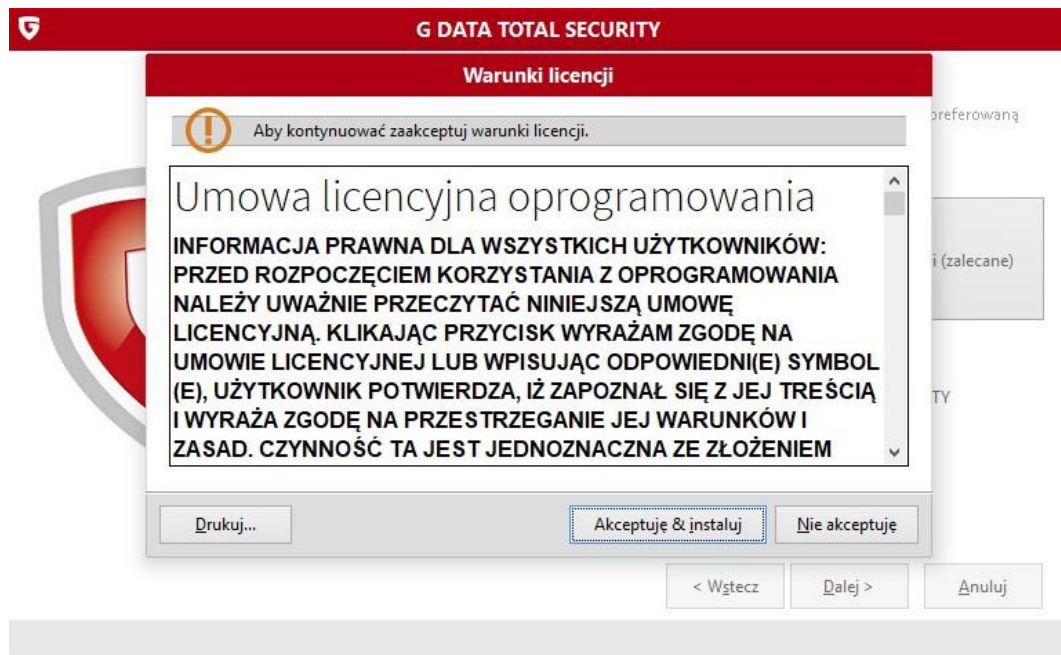 G DATA TOTAL SECURITY
Warunki licencji
Aby kontynuować zaakceptuj warunki licencji.
preferowaną
Umowa licencyjna oprogramowania
INFORMACJA PRAWNA DLA WSZYSTKICH UŻYTKOWNIKÓW:
PRZED ROZPOCZĘCIEM KORZYSTANIA Z OPROGRAMOWANIA
NALEŻY UWAŻNIE PRZECZYTAĆ NINIEJSZĄ UMOWĘ
LICENCYJNĄ. KLIKAJĄC PRZYCISK WYRAŻAM ZGODĘ NA
UMOWIE LICENCYJNEJ LUB WPISUJĄC ODPOWIEDNI(E) SYMBOL
(E), UŻYTKOWNIK POTWIERDZA, IŻ ZAPOZNAŁ SIĘ Z JEJ TREŚCIĄ
I WYRAŻA ZGODĘ NA PRZESTRZEGANIE JEJ WARUNKÓW I
ZASAD. CZYNNOŚĆ TA JEST JEDNOZNACZNA ZE ZŁOŻENIEM
i (zalecane)
TY
Drukuj...
Akceptuję & instaluj
Nie akceptuję
< Wstecz
Dalej >
Anuluj